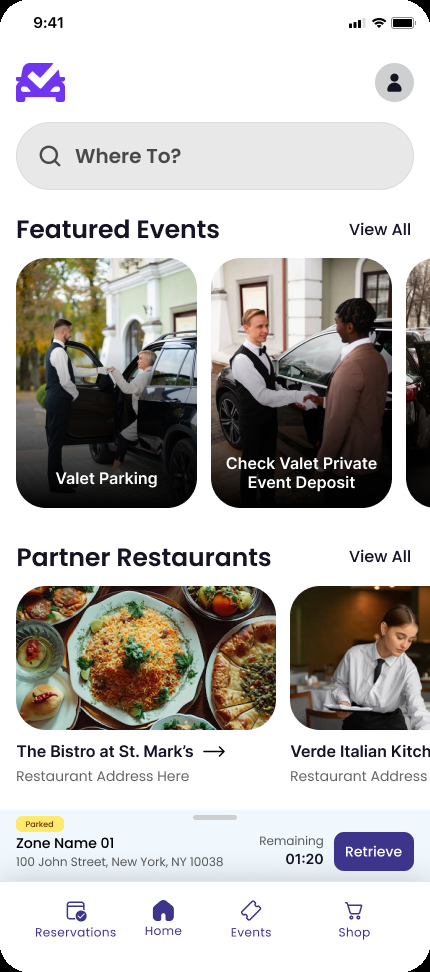 9:41
Where To?
Featured Events
View All
Valet Parking
Check Valet Private
Event Deposit
Partner Restaurants
View All
The Bistro at St. Mark's
Restaurant Address Here
Verde Italian Kitch
Restaurant Address
Parked
Zone Name 01
100 John Street, New York, NY 10038
Remaining
01:20
Retrieve
Reservations
Home
Events
Shop